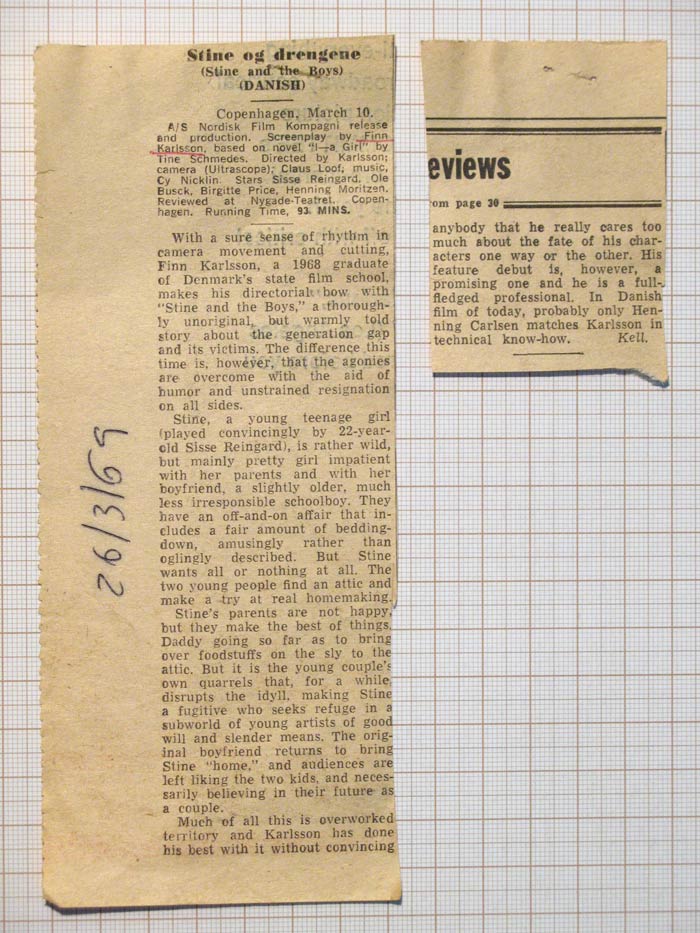 Stine og drengene
(Stine and the Boys)
(DANISH)
Copenhagen, March 10.
A/S Nordisk Film Kompagni release
and production. Screenplay by Finn
Karlsson, based on novel "I—a Girl" by
Tine Schmedes. Directed by Karlsson;
camera (Ultrascope); Claus Loof; music,
Cy Nicklin. Stars Sisse Reingard, Ole
Busck, Birgitte Price, Henning Moritzen.
Reviewed at Nygade-Teatret, Copen-
hagen. Running Time, 93 MINS.
With a sure sense of rhythm in
camera movement and cutting,
Finn Karlsson, a 1968 graduate
of Denmark's state film school,
makes his directorial bow with
"Stine and the Boys," a thorough-
ly unoriginal, but warmly told
story about the generation gap
and its victims. The difference this
time is, however, that the agonies
are overcome with the aid of
humor and unstrained resignation
on all sides.
Stine, a young teenage girl
(played convincingly by 22-year-
old Sisse Reingard), is rather wild,
but mainly pretty girl impatient
with her parents and with her
boyfriend, a slightly older, much
less irresponsible schoolboy. They
have an off-and-on affair that in-
cludes a fair amount of bedding-
down, amusingly rather than
oglingly described. But Stine
wants all or nothing at all. The
two young people find an attic and
make a try at real homemaking.
Stine's parents are not happy,
but they make the best of things,
Daddy going so far as to bring
over foodstuffs on the sly to the
attic. But it is the young couple's
own quarrels that, for a while,
disrupts the idyll, making Stine
a fugitive who seeks refuge in a
subworld of young artists of good
will and slender means. The orig-
inal boyfriend returns to bring
Stine "home," and audiences are
left liking the two kids, and neces-
sarily believing in their future as
a couple.
Much of all this is overworked
territory and Karlsson has done
his best with it without convincing
26/3/69
eviews
rom page 30
anybody that he really cares too
much about the fate of his char-
acters one way or the other. His
feature debut is, however, a
promising one and he is a full-
fledged professional. In Danish
film of today, probably only Hen-
ning Carlsen matches Karlsson in
technical know-how. Kell.